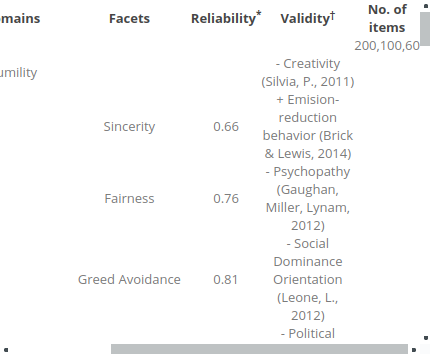 mains Facets Reliability* Validity† No. of
items
200,100,60
umility - Creativity
(Silvia, P., 2011)
+ Emision-
Sincerity 0.66 reduction
behavior (Brick
& Lewis, 2014)
- Psychopathy
Fairness 0.76 (Gaughan,
Miller, Lynam,
2012)
- Social
Dominance
Greed Avoidance 0.81 Orientation
(Leone, L.,
2012)
- Political